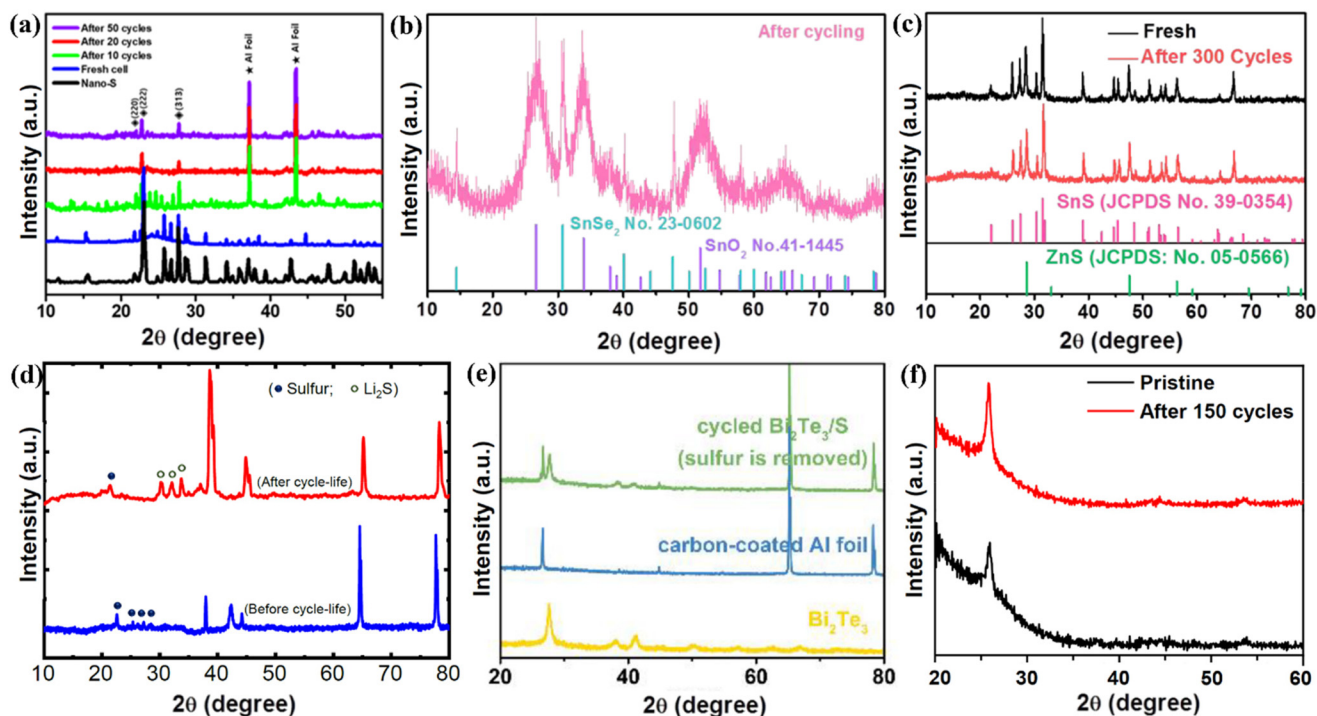 (a)
After 50 cycles
After 20 cycles
After 10 cycles
Fresh cell
Nano-S
★ Al Foil
★ Al Foil
(220)
(222)
(313)
Intensity (a.u.)
10 20 30 40 50
2θ (degree)
(b)
After cycling
SnSe₂ No. 23-0602
SnO₂ No.41-1445
Intensity (a.u.)
10 20 30 40 50 60 70 80
2θ (degree)
(c)
Fresh
After 300 Cycles
SnS (JCPDS No. 39-0354)
ZnS (JCPDS: No. 05-0566)
Intensity (a.u.)
10 20 30 40 50 60 70 80
2θ (degree)
(d)
( Sulfur; Li₂S)
(After cycle-life)
(Before cycle-life)
Intensity (a.u.)
10 20 30 40 50 60 70 80
2θ (degree)
(e)
cycled Bi₂Te₃/S
(sulfur is removed)
carbon-coated Al foil
Bi₂Te₃
Intensity (a.u.)
20 30 40 50 60 70 80
2θ (degree)
(f)
Pristine
After 150 cycles
Intensity (a.u.)
20 30 40 50 60
2θ (degree)